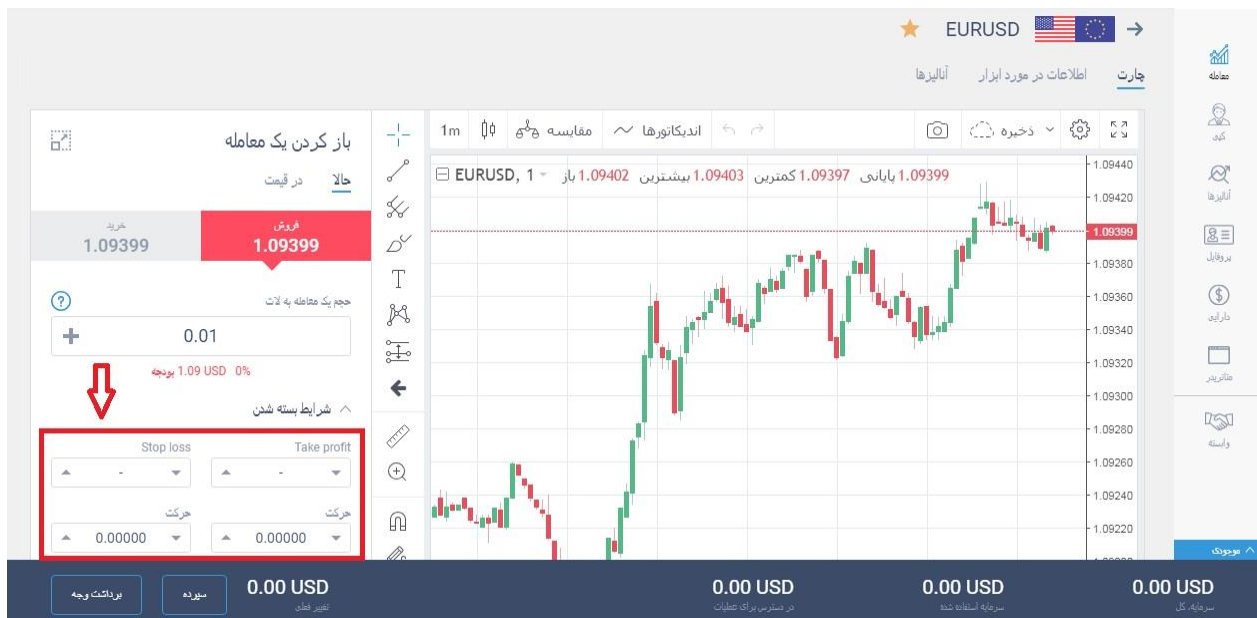 EURUSD
چارت
اطلاعات در مورد ابزار
آنالیزها
معامله
کپی
آنالیزها
پروفایل
دارایی
متاتریدر
وابسته
موجودی
باز کردن یک معامله
حالا
در قیمت
فروش
1.09399
خرید
1.09399
حجم یک معامله به لات
0.01
1.09 USD 0% بودجه
شرایط بسته شدن
Take profit
Stop loss
-
-
حرکت
حرکت
0.00000
0.00000
1m
مقایسه
اندیکاتورها
ذخیره
EURUSD, 1
باز 1.09402 بیشترین 1.09403 کمترین 1.09397 پایانی 1.09399
1.09440
1.09420
1.09399
1.09380
1.09360
1.09340
1.09320
1.09300
1.09280
1.09260
1.09240
1.09220
0.00 USD
سرمایه. کل
0.00 USD
سرمایه استفاده شده
0.00 USD
در دسترس برای عملیات
0.00 USD
تغییر فعلی
سپرده
برداشت وجه